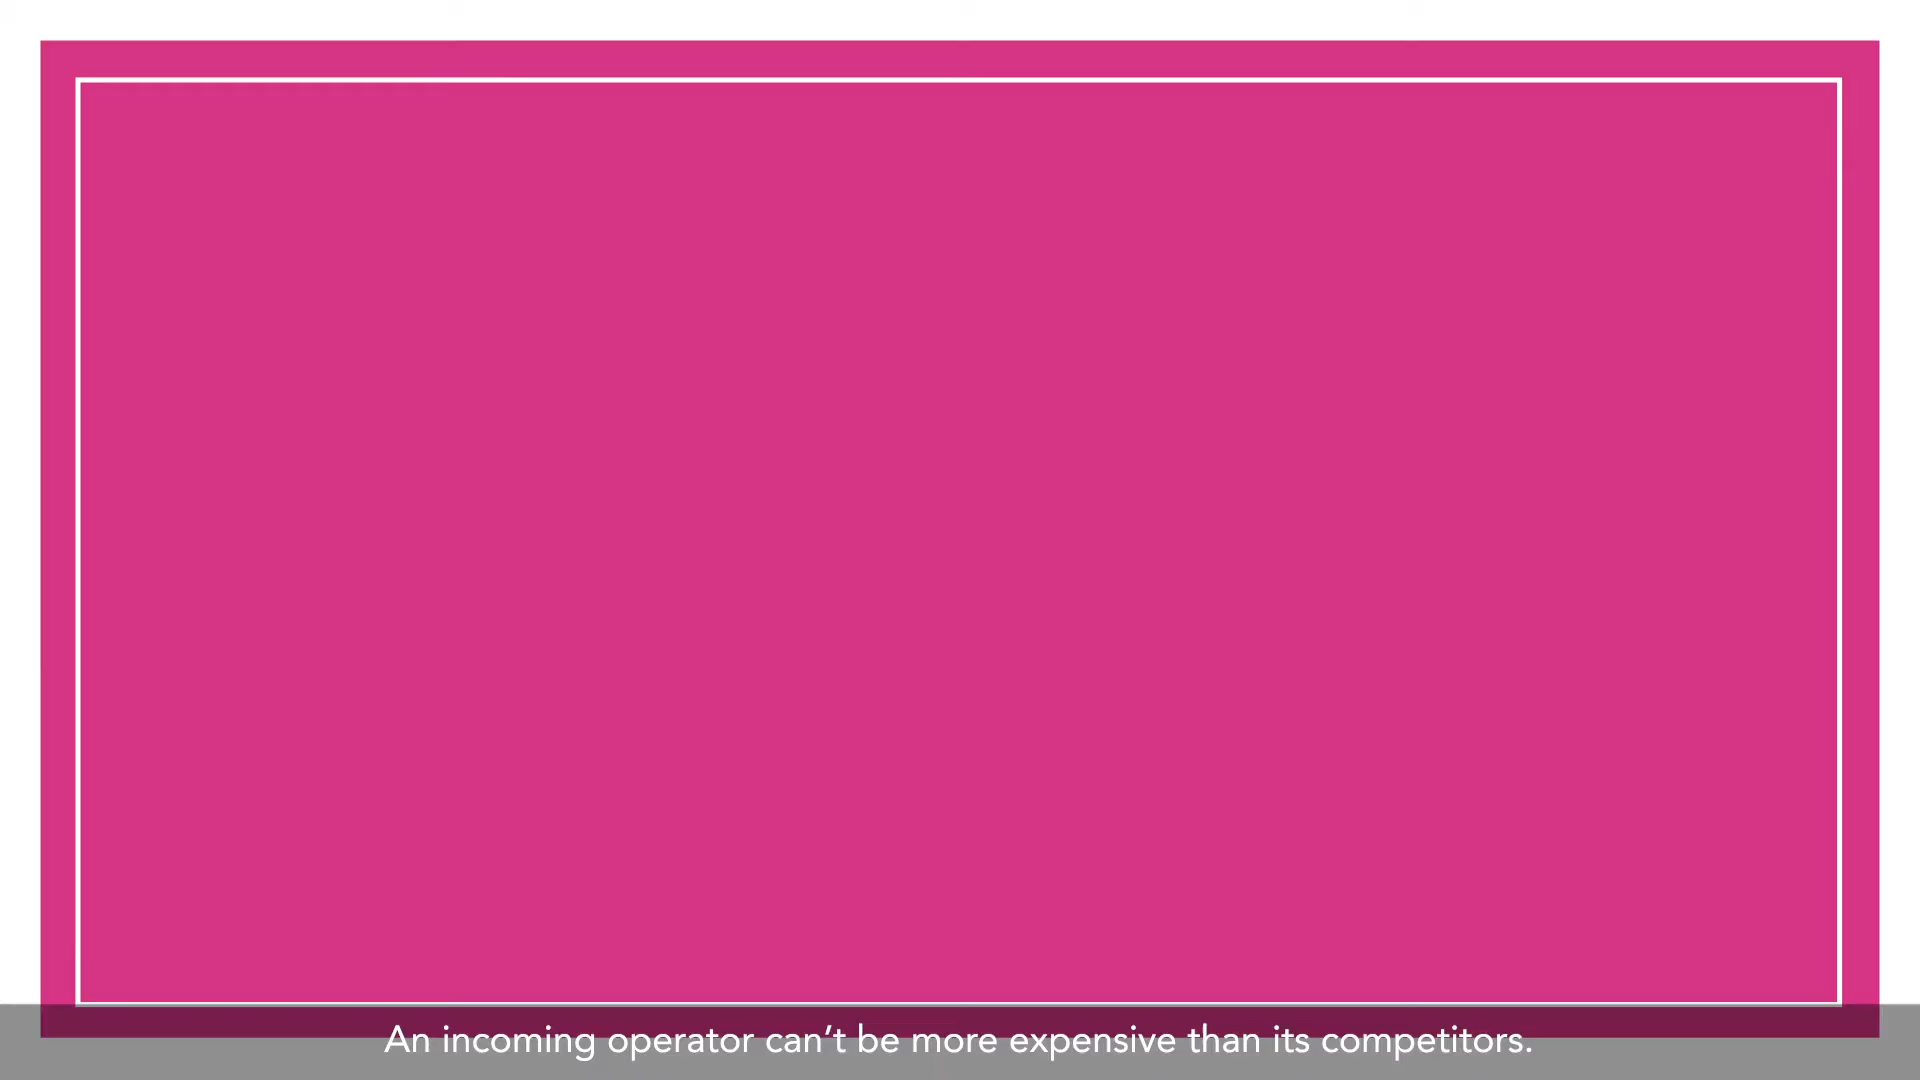 An incoming operator can’t be more expensive than its competitors.